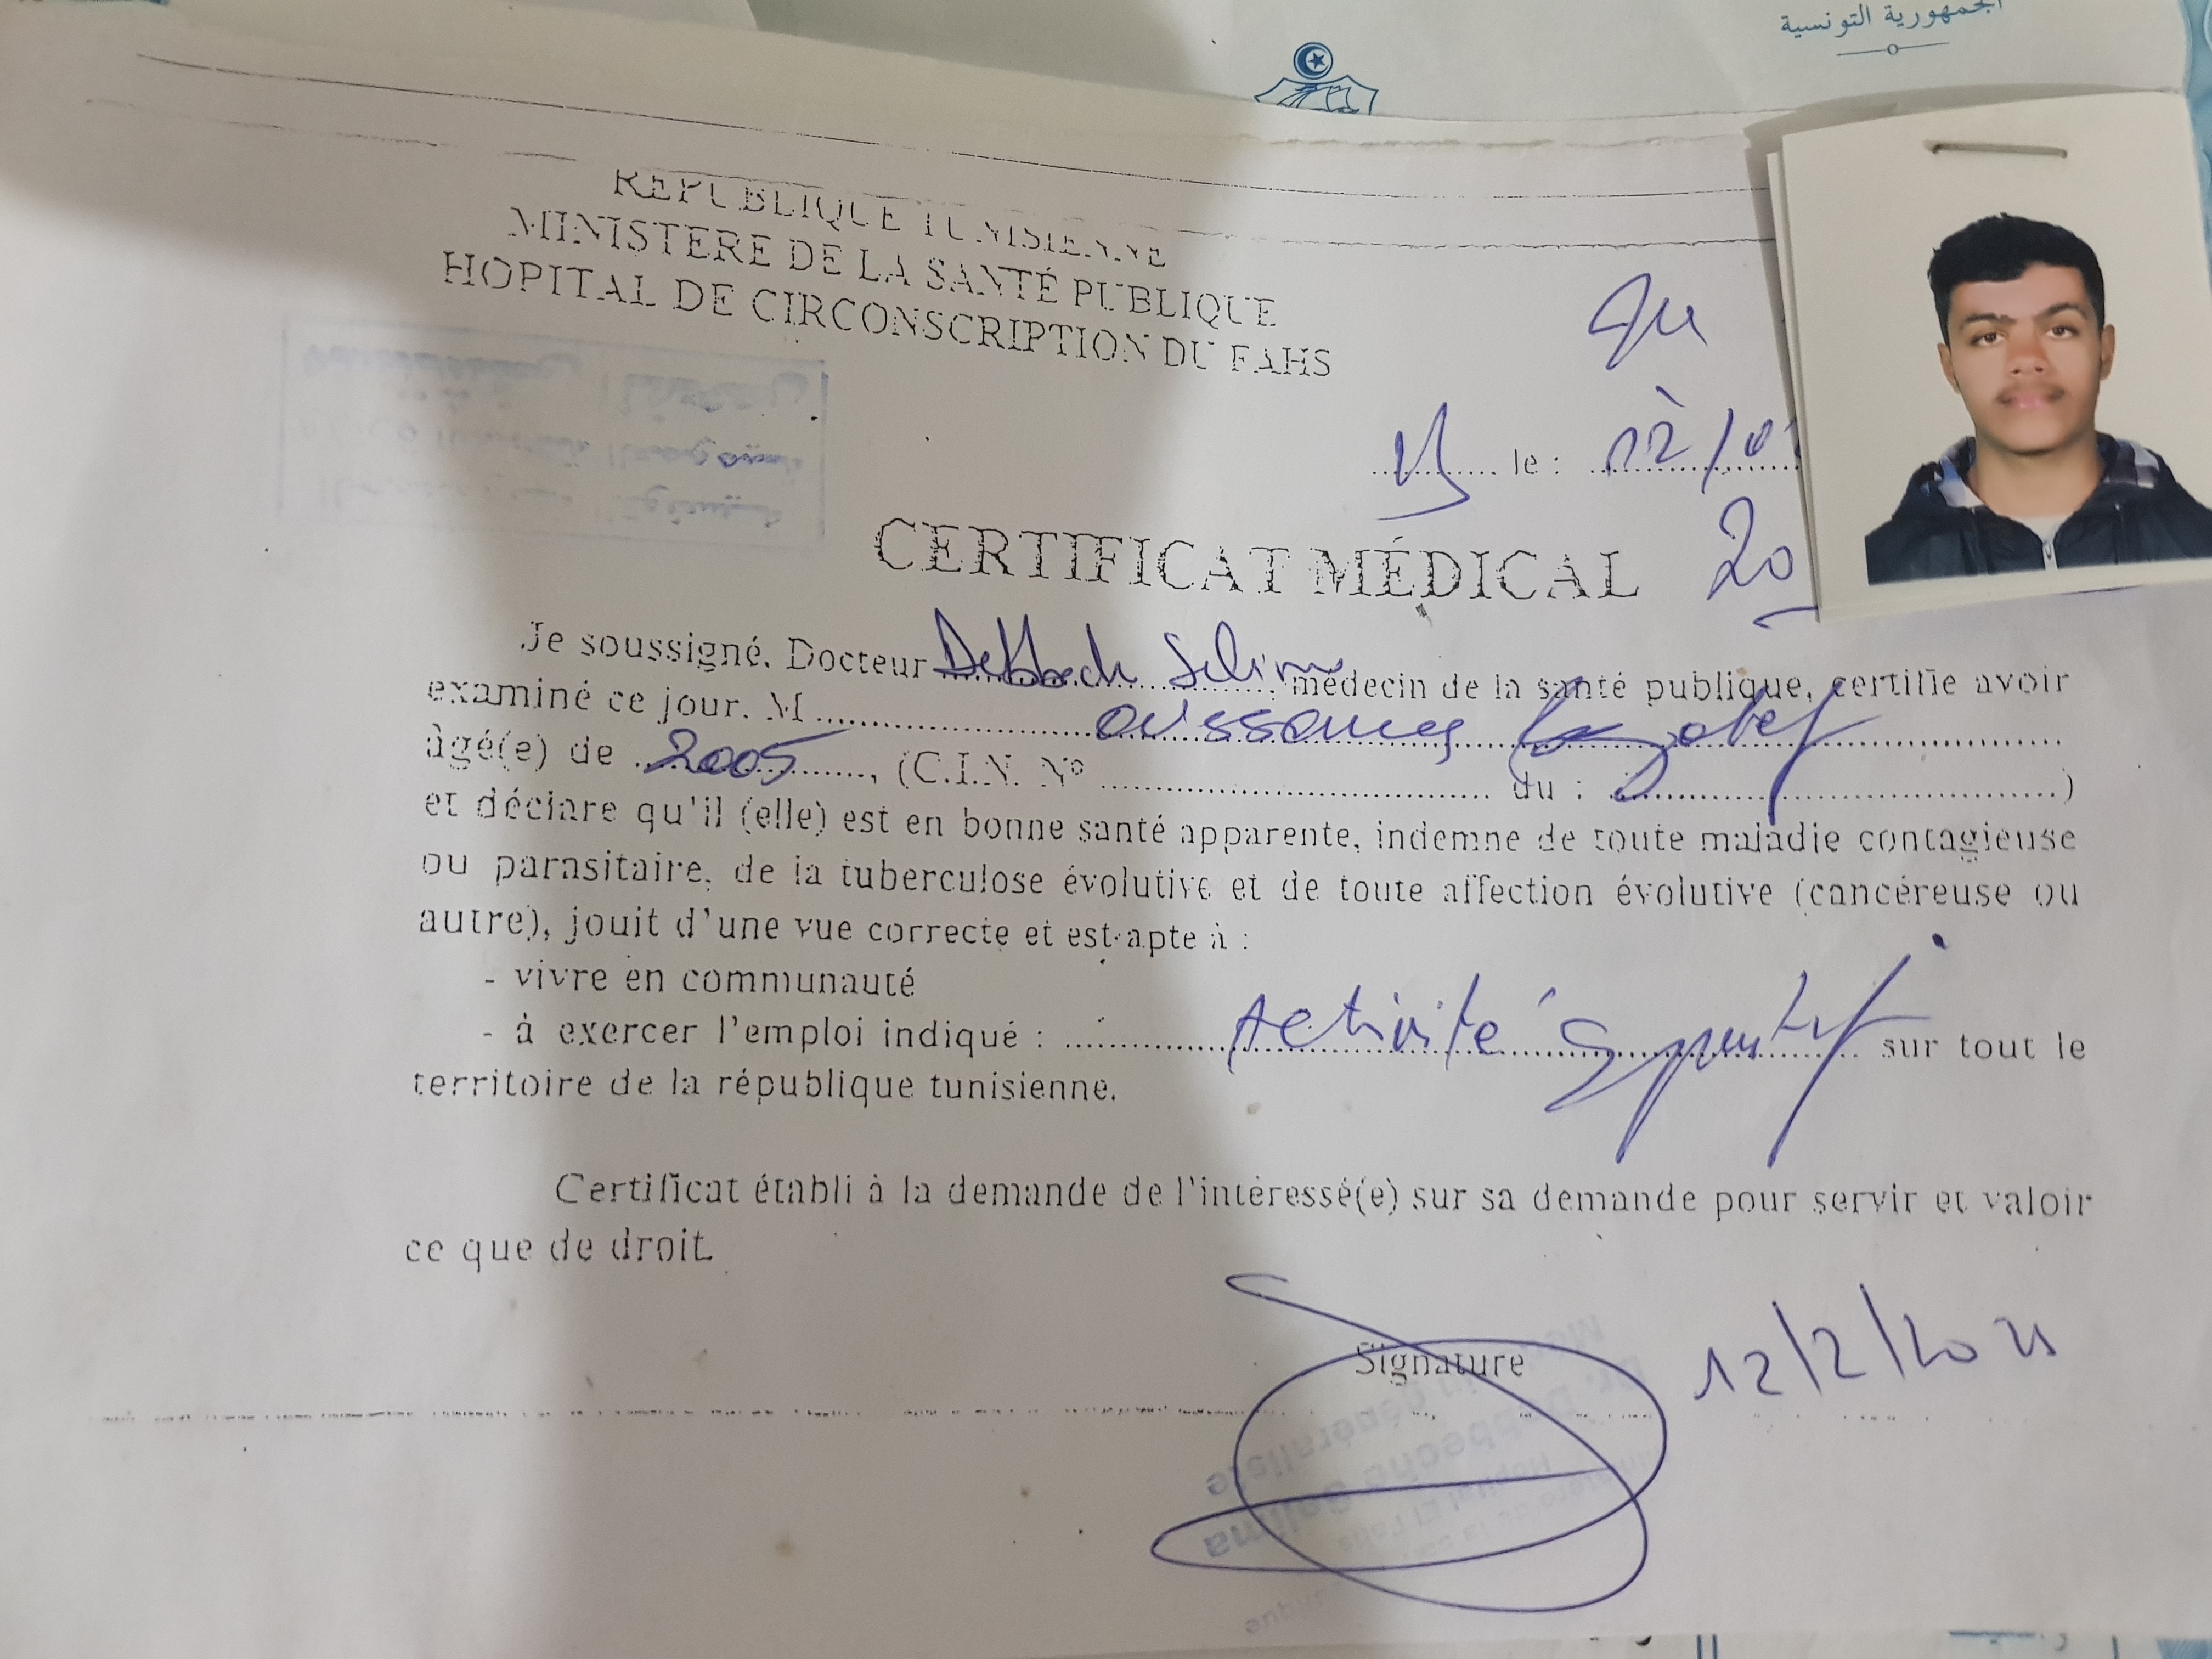 الجمهورية التونسية
REPUBLIQUE TUNISIENNE
MINISTERE DE LA SANTÉ PUBLIQUE
HOPITAL DE CIRCONSCRIPTION DU FAHS
le : 12/0
20
CERTIFICAT MÉDICAL
Je soussigné, Docteur Selima, médecin de la santé publique, certifie avoir
examiné ce jour. M oussama
âgé(e) de 2005, (C.I.N. N° du : )
et déclare qu'il (elle) est en bonne santé apparente, indemne de toute maladie contagieuse
ou parasitaire, de la tuberculose évolutive et de toute affection évolutive (cancéreuse ou
autre), jouit d'une vue correcte et est apte à :
- vivre en communauté
- à exercer l'emploi indiqué : Activité Sportif sur tout le
territoire de la république tunisienne.
Certificat établi à la demande de l'intéressé(e) sur sa demande pour servir et valoir
ce que de droit.
Signature 12/2/20